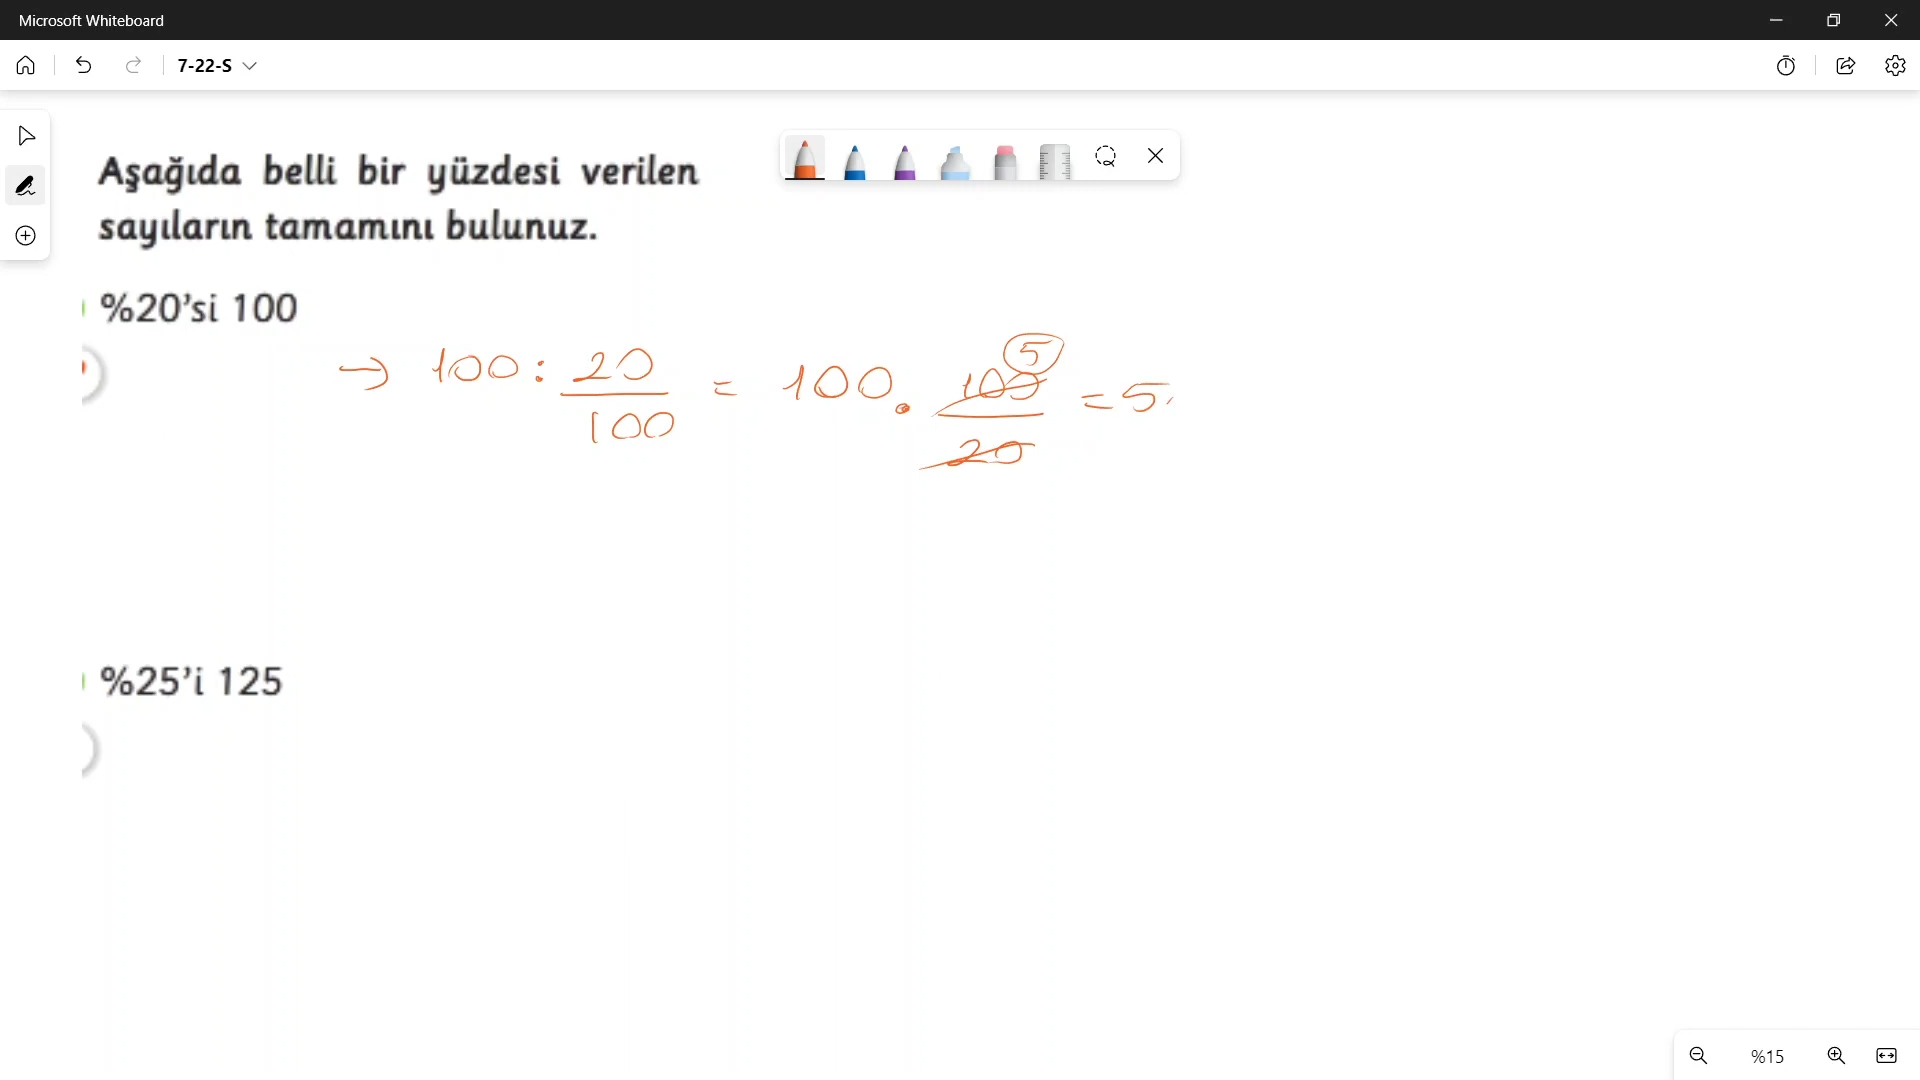 Microsoft Whiteboard
7-22-S
Aşağıda belli bir yüzdesi verilen
sayıların tamamını bulunuz.
%20'si 100
→ 100 : 20/100 = 100 . 100/20 = 5
5
%25'i 125
%15